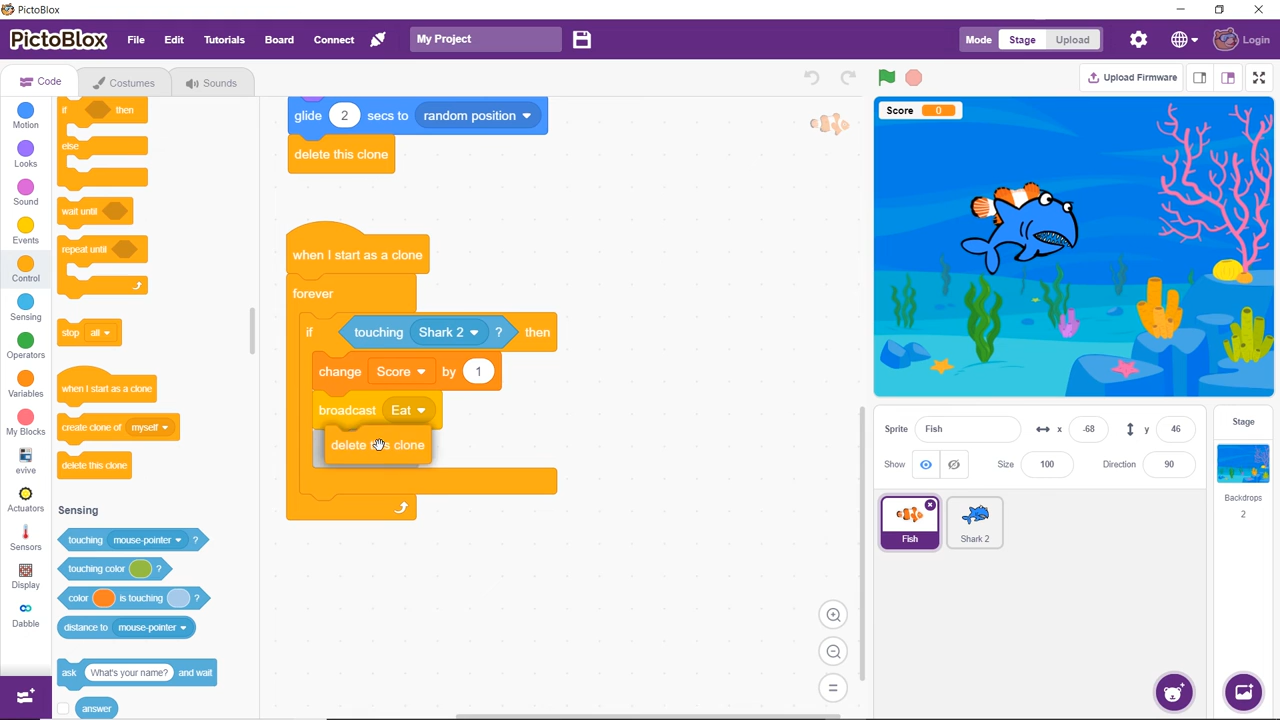 PictoBlox
PictoBlox File Edit Tutorials Board Connect My Project Mode Stage Upload Login
Code Costumes Sounds Upload Firmware
Motion
Looks
Sound
Events
Control
Sensing
Operators
Variables
My Blocks
evive
Actuators
Sensors
Display
Dabble
if then
else
wait until
repeat until
stop all
when I start as a clone
create clone of myself
delete this clone
Sensing
touching mouse-pointer ?
touching color ?
color is touching ?
distance to mouse-pointer
ask What's your name? and wait
answer
glide 2 secs to random position
delete this clone
when I start as a clone
forever
if touching Shark 2 ? then
change Score by 1
broadcast Eat
delete this clone
Score 0
Sprite Fish x -68 y 46
Show Size 100 Direction 90
Fish
Shark 2
Stage
Backdrops
2